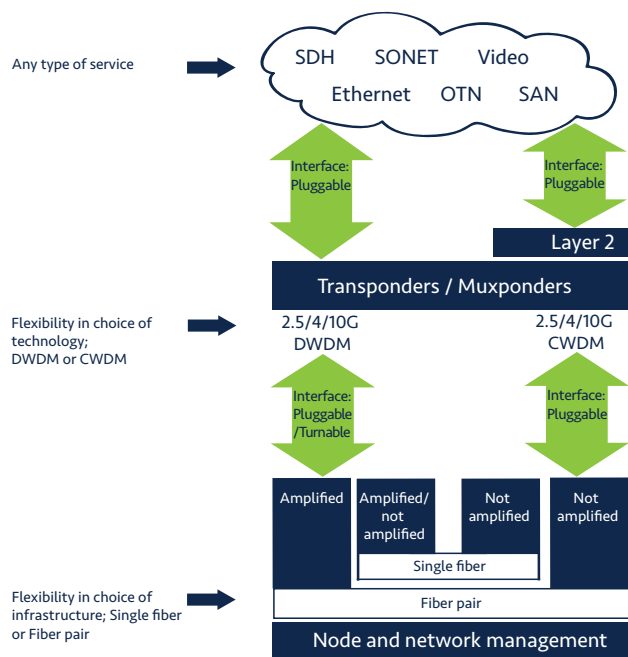 Any type of service
SDH SONET Video
Ethernet OTN SAN
Interface:
Pluggable
Interface:
Pluggable
Layer 2
Transponders / Muxponders
Flexibility in choice of
technology;
DWDM or CWDM
2.5/4/10G
DWDM
2.5/4/10G
CWDM
Interface:
Pluggable
/Turnable
Interface:
Pluggable
Amplified
Amplified/
not
amplified
Not
amplified
Not
amplified
Single fiber
Flexibility in choice of
infrastructure; Single fiber
or Fiber pair
Fiber pair
Node and network management